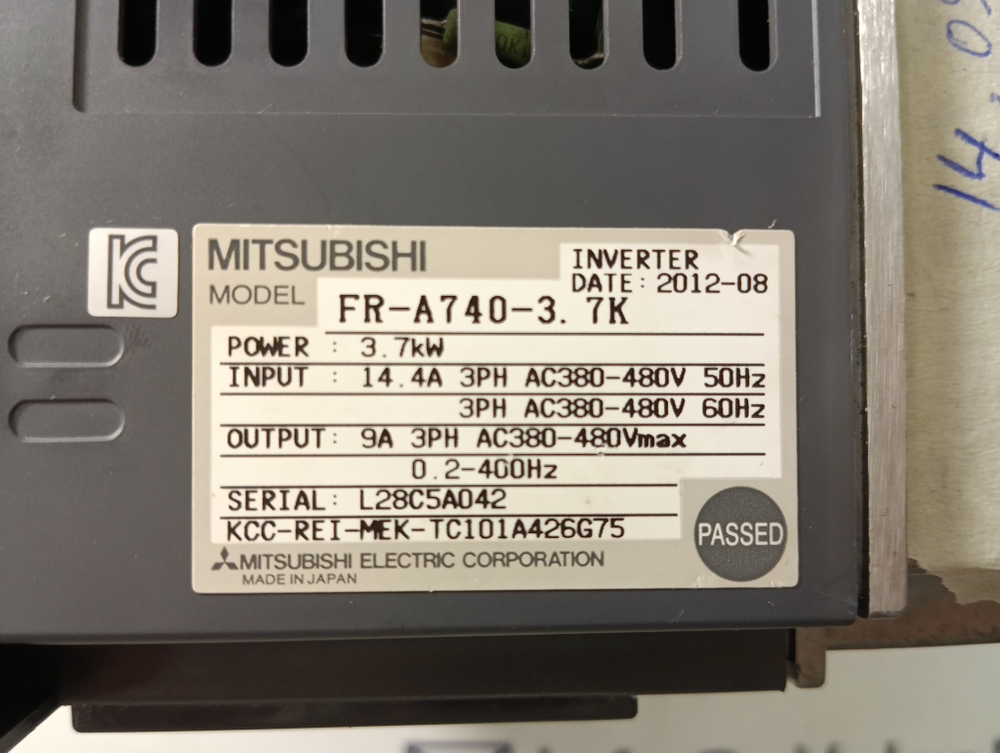 KC
MITSUBISHI
INVERTER
DATE: 2012-08
MODEL FR-A740-3.7K
POWER : 3.7kW
INPUT : 14.4A 3PH AC380-480V 50Hz
3PH AC380-480V 60Hz
OUTPUT: 9A 3PH AC380-480Vmax
0.2-400Hz
SERIAL: L28C5A042
KCC-REI-MEK-TC101A426G75
PASSED
MITSUBISHI ELECTRIC CORPORATION
MADE IN JAPAN